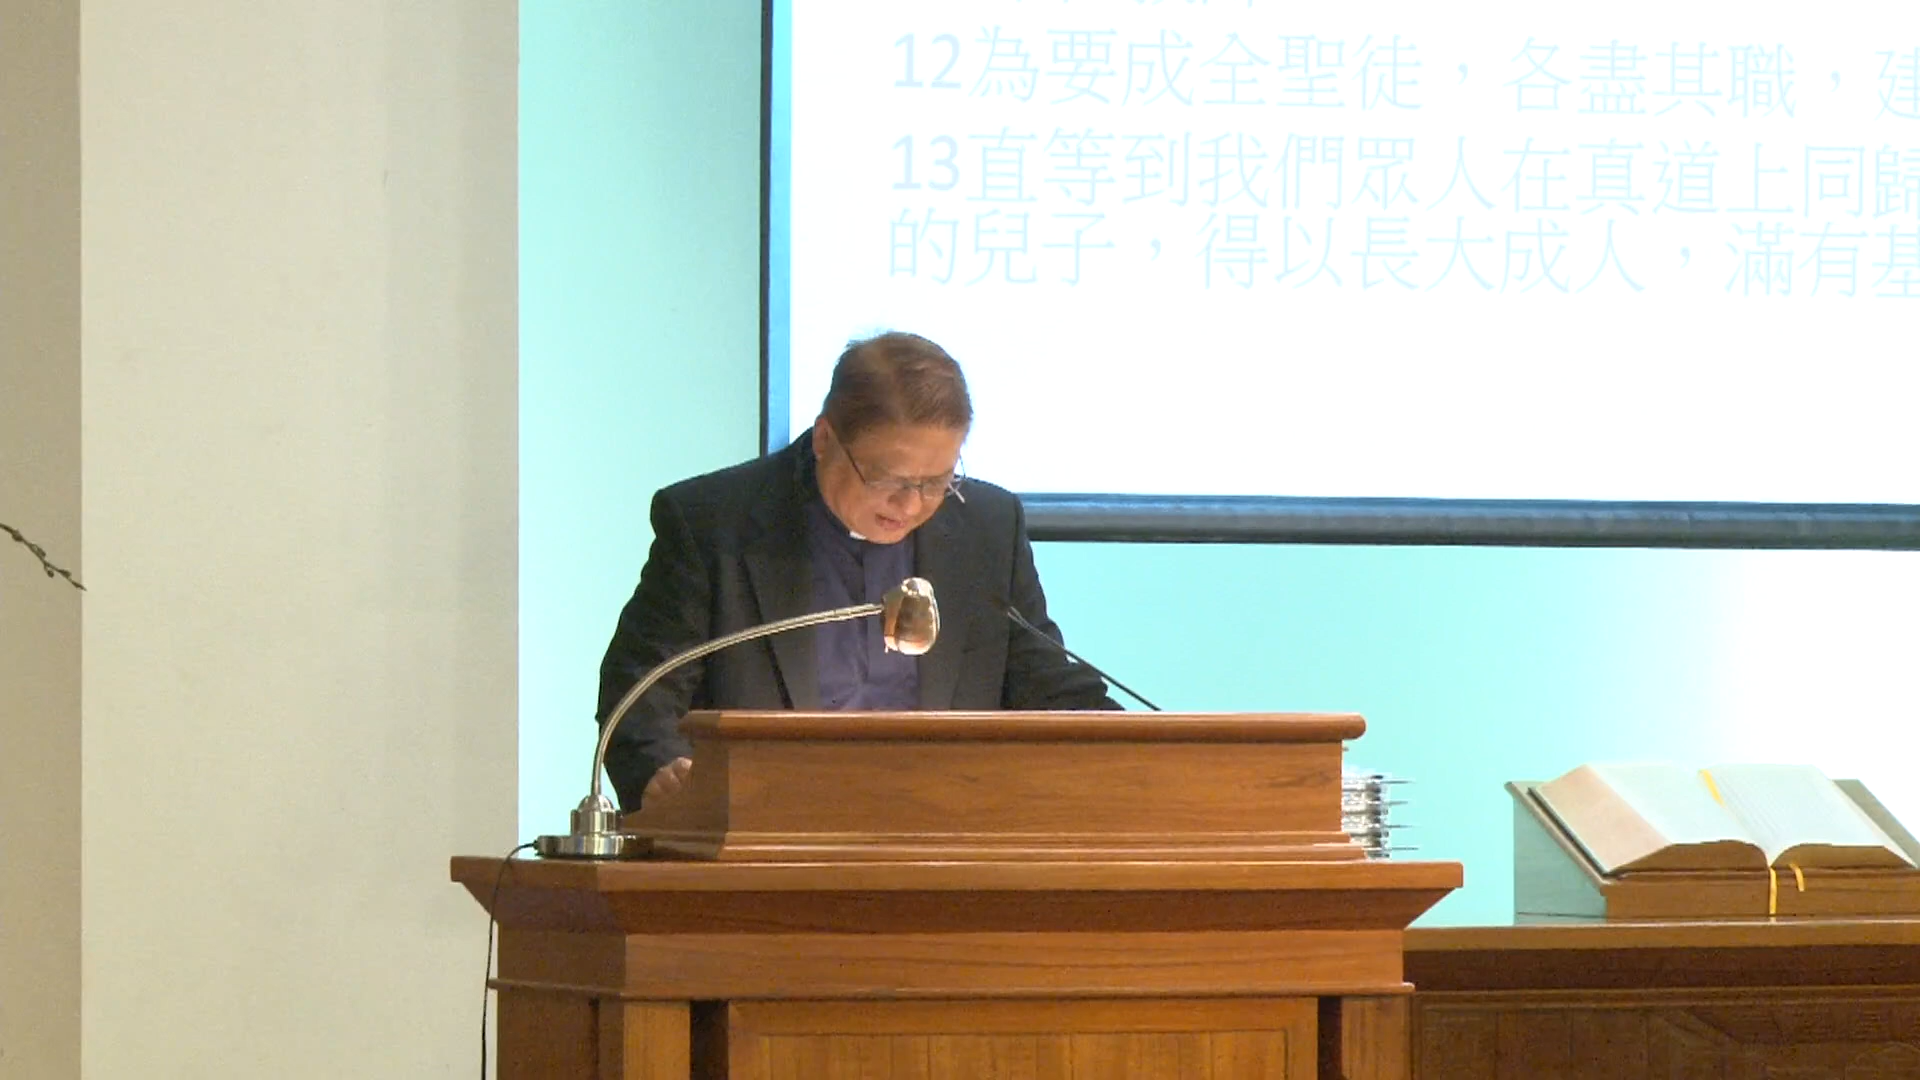 12為要成全聖徒，各盡其職，建
13直等到我們眾人在真道上同歸
的兒子，得以長大成人，滿有基